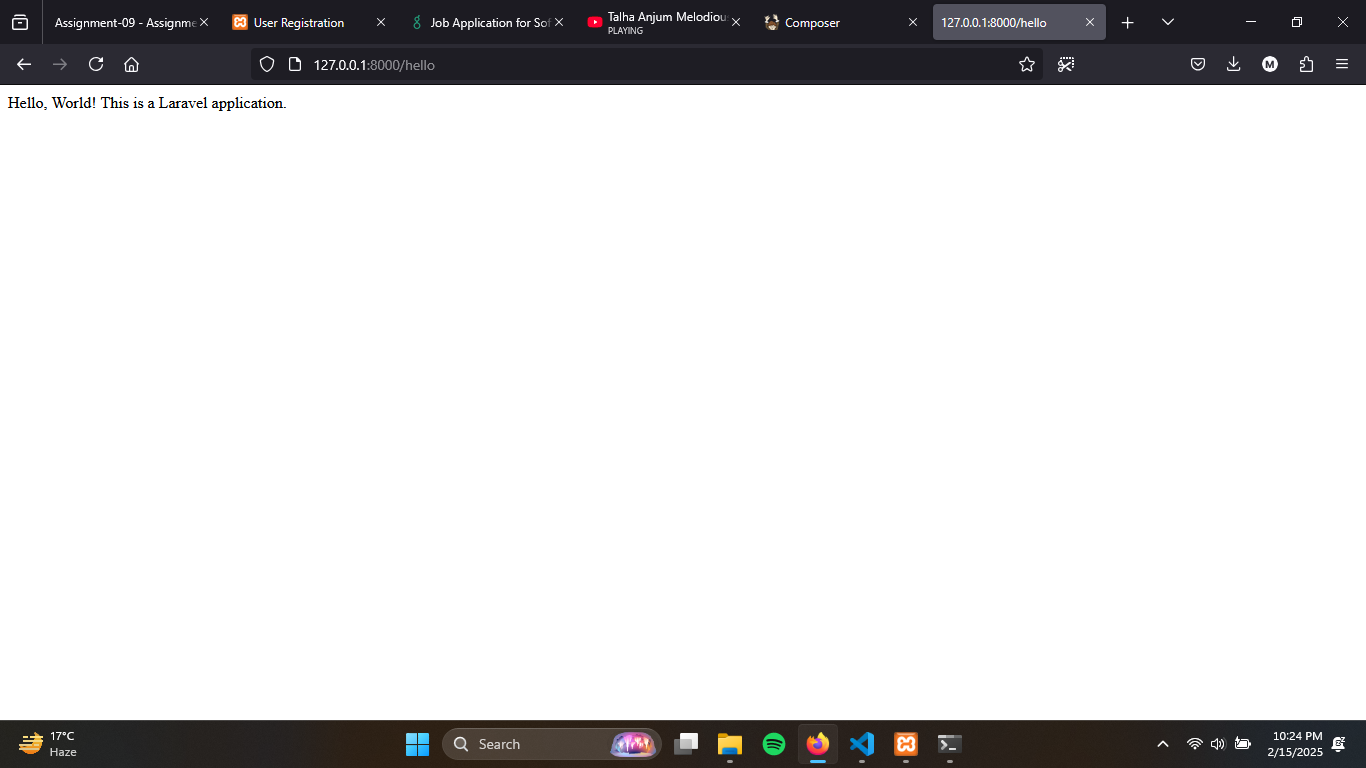 Assignment-09 - Assignme
User Registration
Job Application for Sof
Talha Anjum Melodiou
PLAYING
Composer
127.0.0.1:8000/hello
127.0.0.1:8000/hello
M
Hello, World! This is a Laravel application.
17°C
Haze
Search
10:24 PM
2/15/2025